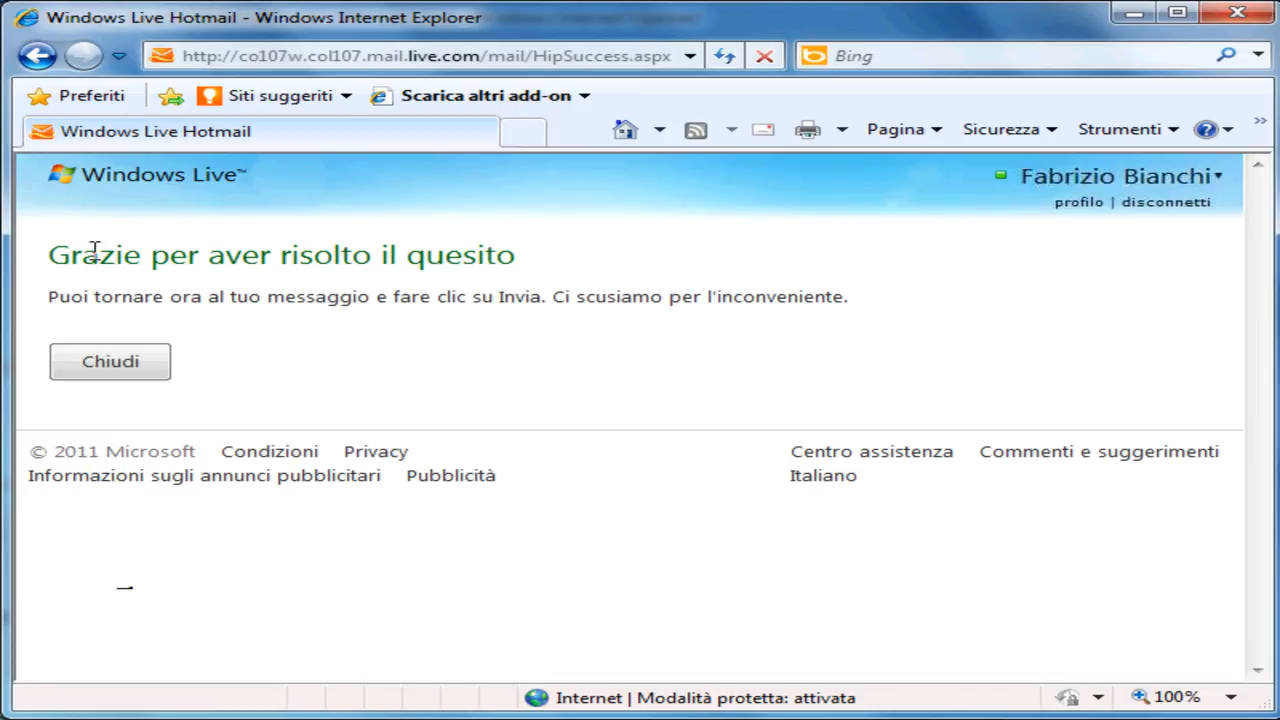 Windows Live Hotmail - Windows Internet Explorer
http://co107w.col107.mail.live.com/mail/HipSuccess.aspx
Bing
Preferiti
Siti suggeriti
Scarica altri add-on
Windows Live Hotmail
Pagina
Sicurezza
Strumenti
»
Windows Live™
Fabrizio Bianchi
profilo | disconnetti
Grazie per aver risolto il quesito
Puoi tornare ora al tuo messaggio e fare clic su Invia. Ci scusiamo per l'inconveniente.
Chiudi
© 2011 Microsoft Condizioni Privacy
Informazioni sugli annunci pubblicitari Pubblicità
Centro assistenza Commenti e suggerimenti
Italiano
Internet | Modalità protetta: attivata
100%